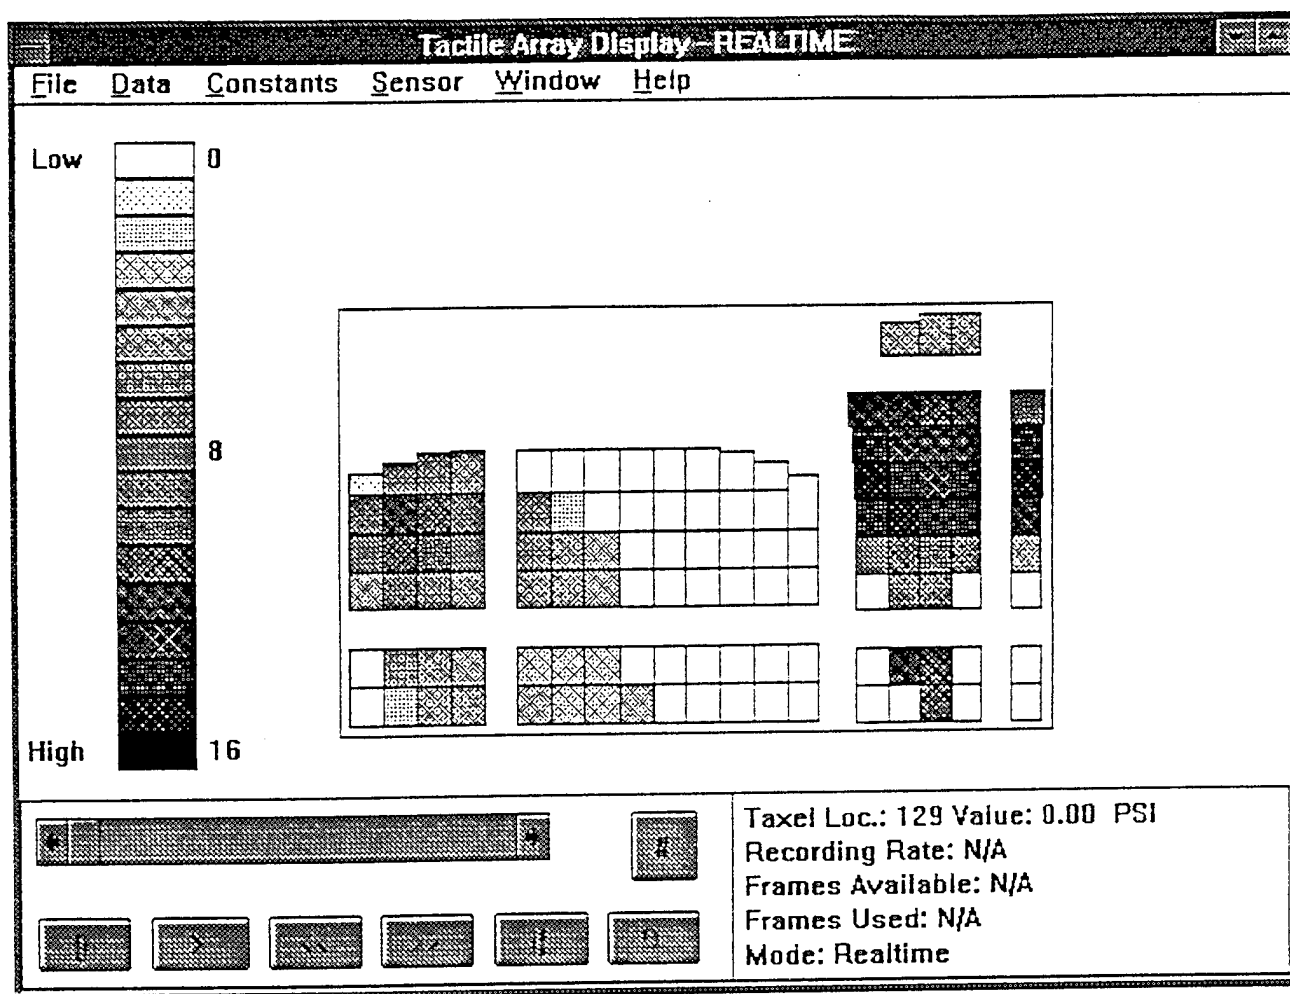 Tactile Array Display-REALTIME
File Data Constants Sensor Window Help
Low 0
8
High 16
Taxel Loc.: 129 Value: 0.00 PSI
Recording Rate: N/A
Frames Available: N/A
Frames Used: N/A
Mode: Realtime